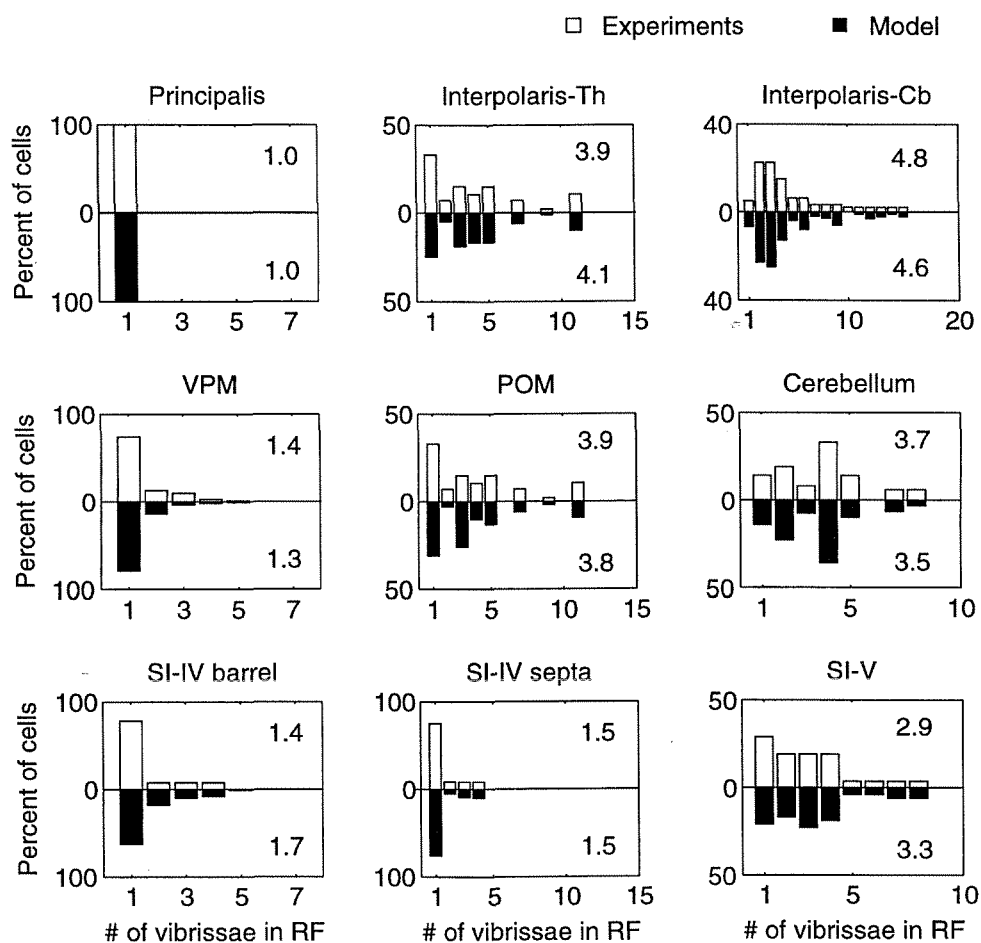 Experiments Model
Principalis Interpolaris-Th Interpolaris-Cb
Percent of cells
100 0 100
1.0
1.0
1 3 5 7
50 0 50
3.9
4.1
1 5 10 15
40 0 40
4.8
4.6
1 10 20
VPM POM Cerebellum
Percent of cells
100 0 100
1.4
1.3
1 3 5 7
50 0 50
3.9
3.8
1 5 10 15
50 0 50
3.7
3.5
1 5 10
SI-IV barrel SI-IV septa SI-V
Percent of cells
100 0 100
1.4
1.7
1 3 5 7
100 0 100
1.5
1.5
1 5 10 15
50 0 50
2.9
3.3
1 5 10
# of vibrissae in RF # of vibrissae in RF # of vibrissae in RF